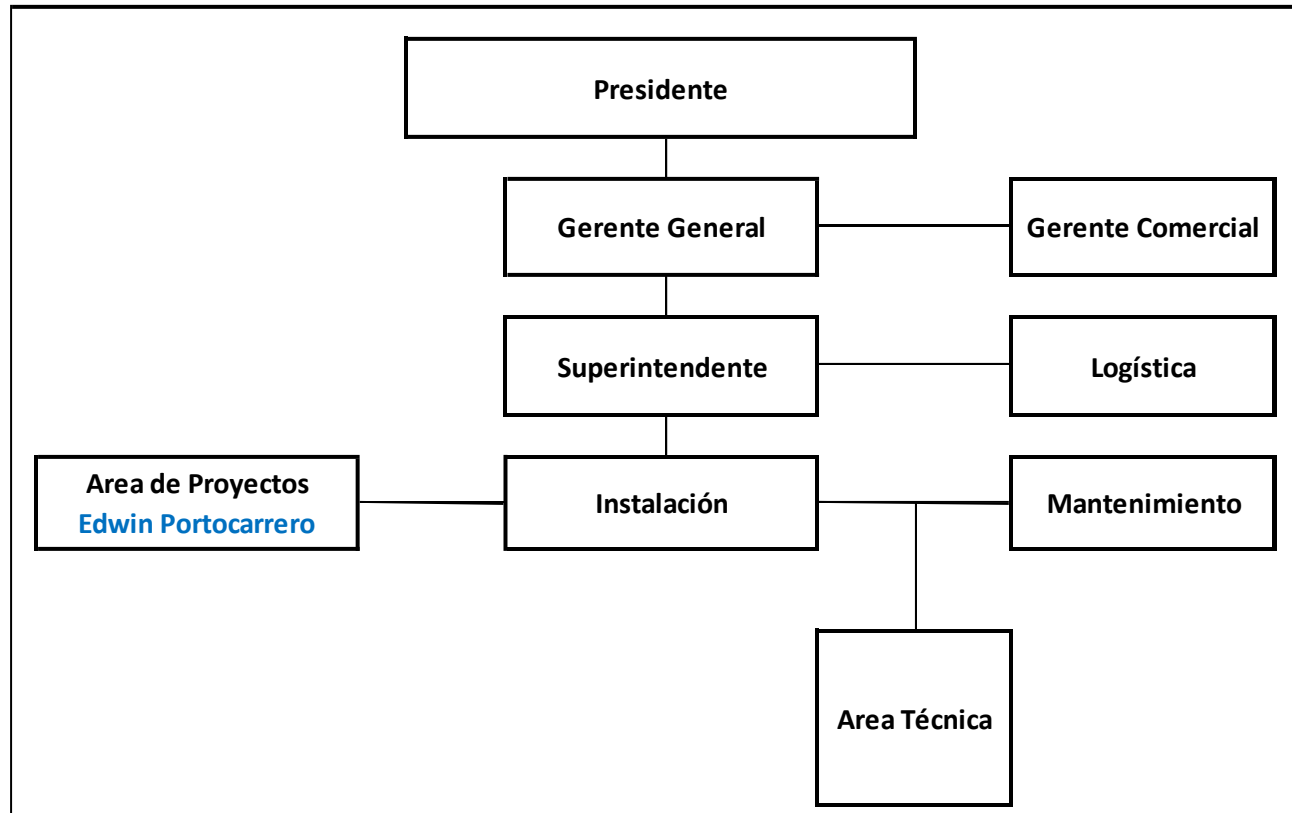 Presidente
Gerente General
Gerente Comercial
Superintendente
Logística
Area de Proyectos
Edwin Portocarrero
Instalación
Mantenimiento
Area Técnica